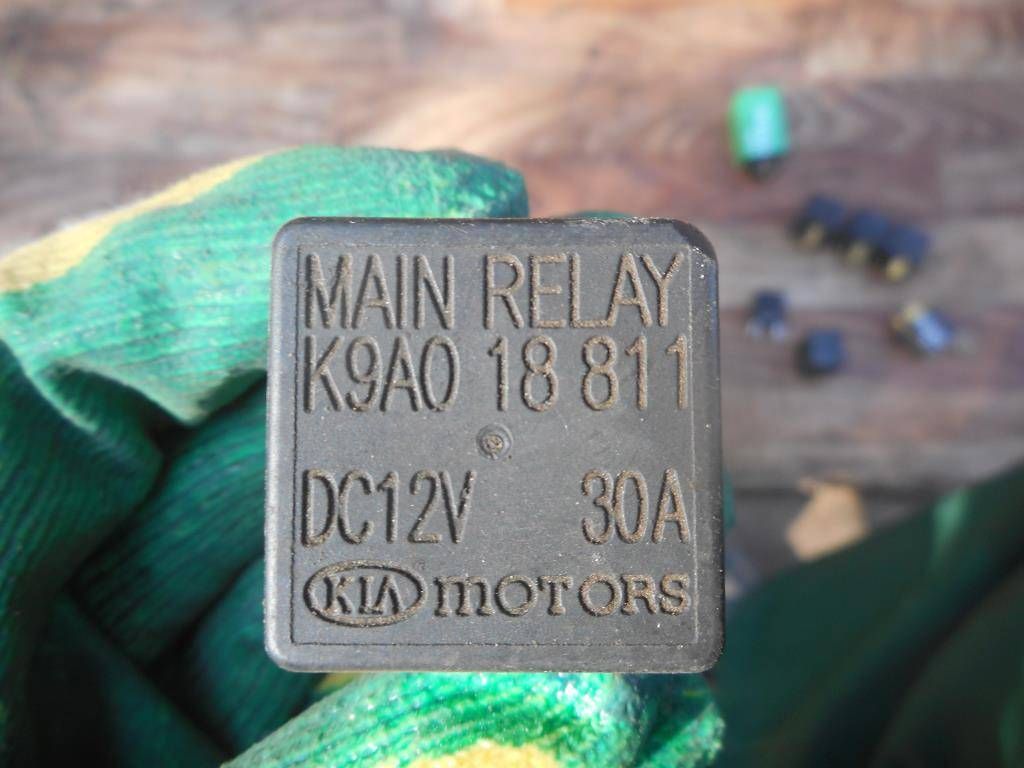 MAIN RELAY
K9A0 18 811
DC12V 30A
KIA MOTORS